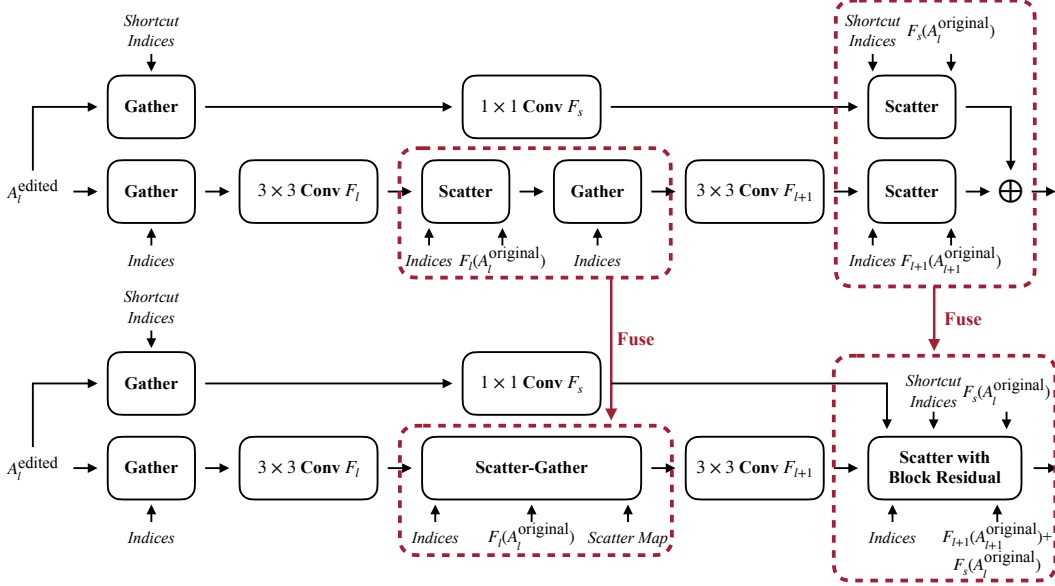 Shortcut
Indices
Shortcut
Indices
F_s(A_l^original)
Gather
1 × 1 Conv F_s
Scatter
A_l^edited
Gather
3 × 3 Conv F_l
Scatter
Gather
3 × 3 Conv F_{l+1}
Scatter
⊕
Indices
Indices
F_l(A_l^original)
Indices
Indices
F_{l+1}(A_{l+1}^original)
Shortcut
Indices
Fuse
Fuse
Gather
1 × 1 Conv F_s
Shortcut
Indices
F_s(A_l^original)
A_l^edited
Gather
3 × 3 Conv F_l
Scatter-Gather
3 × 3 Conv F_{l+1}
Scatter with
Block Residual
Indices
Indices
F_l(A_l^original)
Scatter Map
Indices
F_{l+1}(A_{l+1}^original)+
F_s(A_l^original)